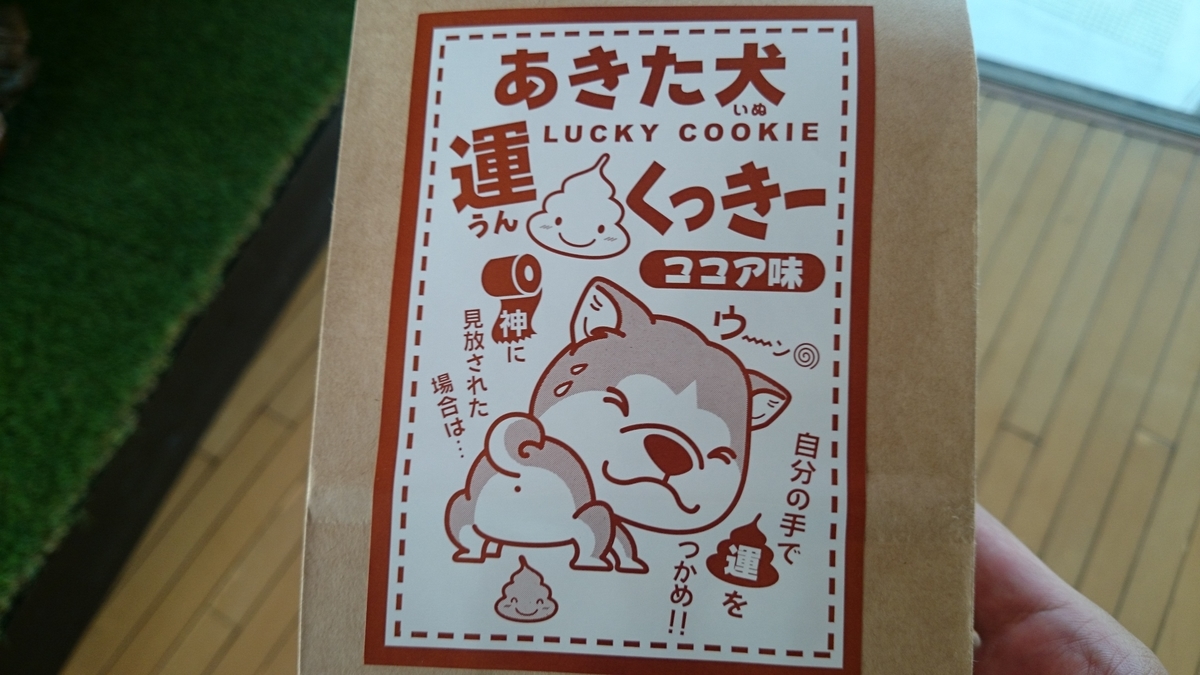 あきた犬
いぬ
LUCKY COOKIE
運
うん
くっきー
ココア味
神に
見放された
場合は…
ウ〜〜ン
自分の手で
運を
つかめ!!